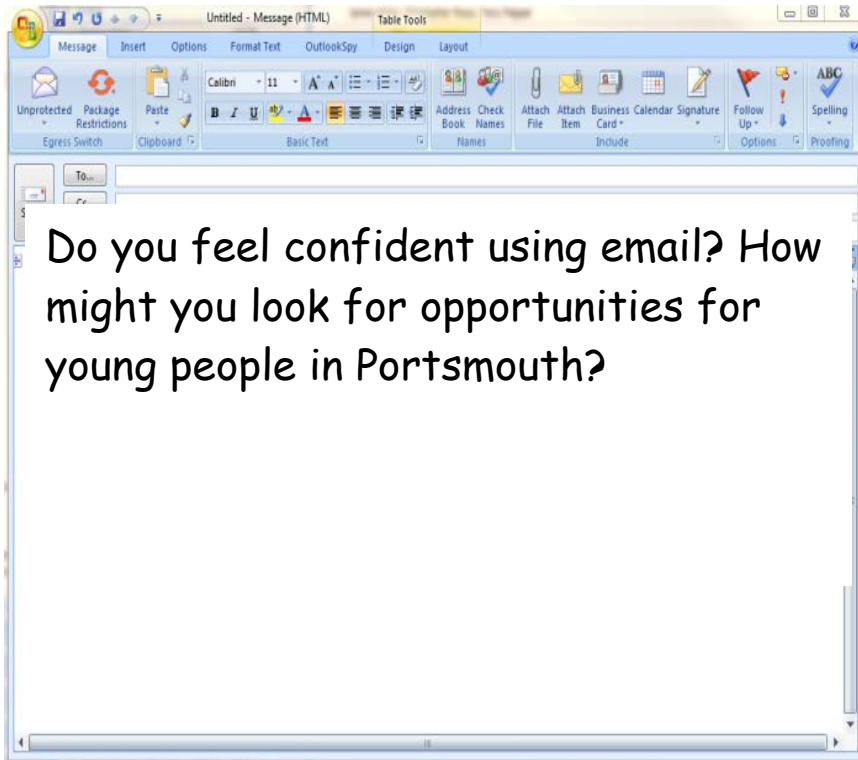 Untitled - Message (HTML)
Table Tools
Message Insert Options Format Text OutlookSpy Design Layout
Calibri 11
Unprotected Package Restrictions
Paste
B I U
Address Book
Check Names
Attach File
Attach Item
Business Card
Calendar
Signature
Follow Up
ABC
Spelling
Egress Switch
Clipboard
Basic Text
Names
Include
Options
Proofing
To...
Do you feel confident using email? How
might you look for opportunities for
young people in Portsmouth?